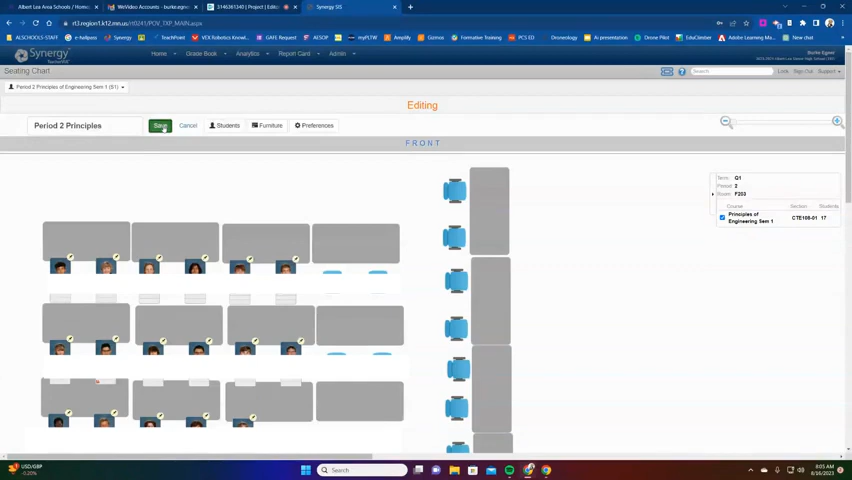 Albert Lea Area Schools / Home
WeVideo Accounts - burke.egner
3146361340 | Project | Editor
Synergy SIS
rt3.region1.k12.mn.us/rt0241/POV_TXP_MAIN.aspx
ALSCHOOLS-STAFF
e-hallpass
Synergy
TeachPoint
VEX Robotics Knowl...
GAFE Request
AESOP
myPLTW
Amplify
Gizmos
Formative Training
PCS ED
Droneology
AI presentation
Drone Pilot
EduClimber
Adobe Learning M...
New chat
Synergy
Home
Grade Book
Analytics
Report Card
Admin
Burke Egner
Seating Chart
Search
Lock
Sign Out
Support
Period 2 Principles of Engineering Sem 1 (S1)
Editing
Period 2 Principles
Save
Cancel
Students
Furniture
Preferences
FRONT
Term: Q1
Period: 2
Room: F203
Course
Section
Students
Principles of Engineering Sem 1
CTE108-01
17
USD/GBP
-0.20%
Search
8:05 AM
8/16/2023